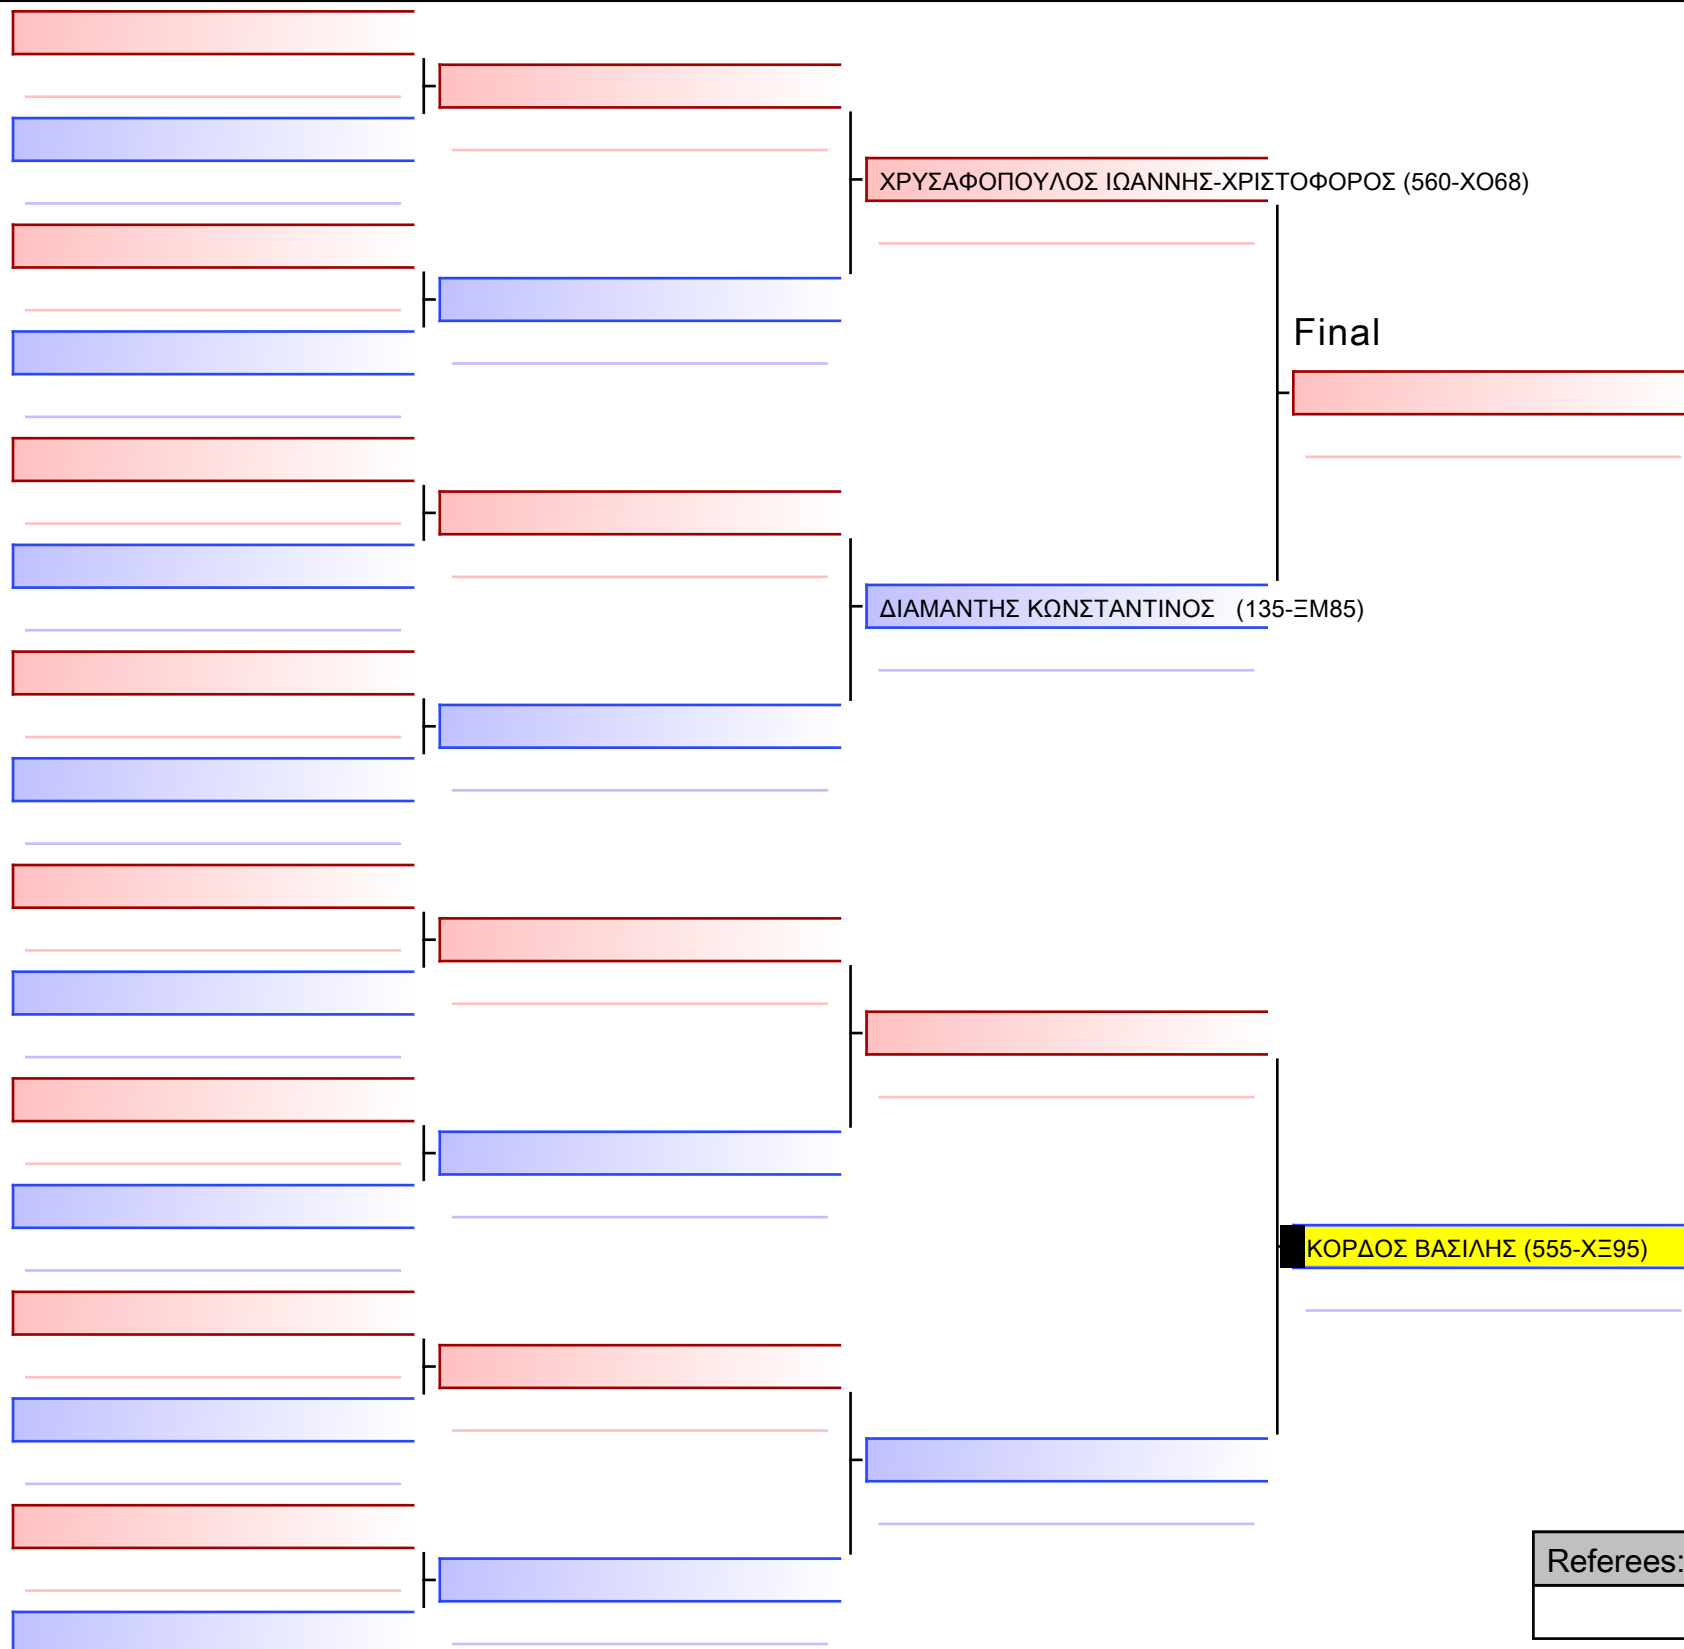 ΧΡΥΣΑΦΟΠΟΥΛΟΣ ΙΩΑΝΝΗΣ-ΧΡΙΣΤΟΦΟΡΟΣ (560-ΧΟ68)
Final
ΔΙΑΜΑΝΤΗΣ ΚΩΝΣΤΑΝΤΙΝΟΣ (135-ΞΜ85)
ΚΟΡΔΟΣ ΒΑΣΙΛΗΣ (555-ΧΞ95)
Referees: